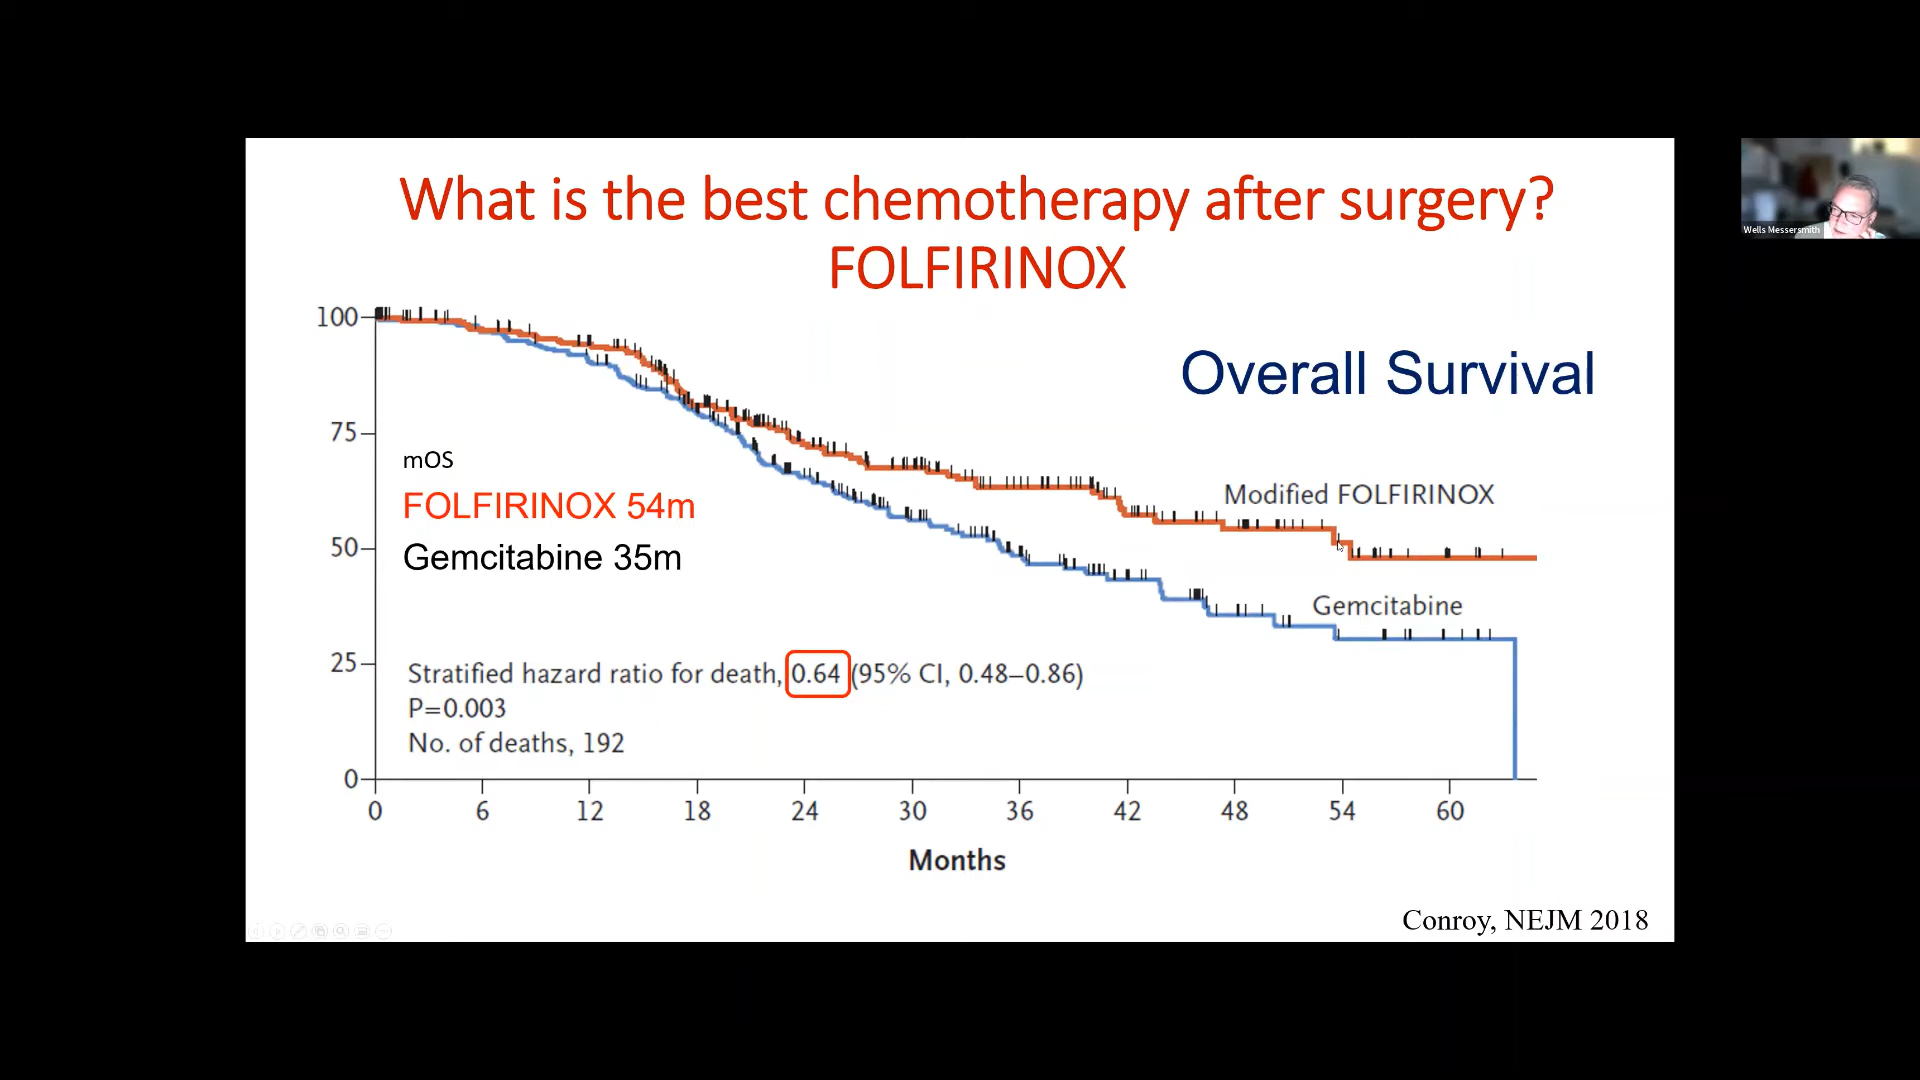 What is the best chemotherapy after surgery?
FOLFIRINOX
Overall Survival
100
75
50
25
0
mOS
FOLFIRINOX 54m
Gemcitabine 35m
Modified FOLFIRINOX
Gemcitabine
Stratified hazard ratio for death, 0.64 (95% CI, 0.48–0.86)
P=0.003
No. of deaths, 192
0 6 12 18 24 30 36 42 48 54 60
Months
Conroy, NEJM 2018
Wells Messersmith